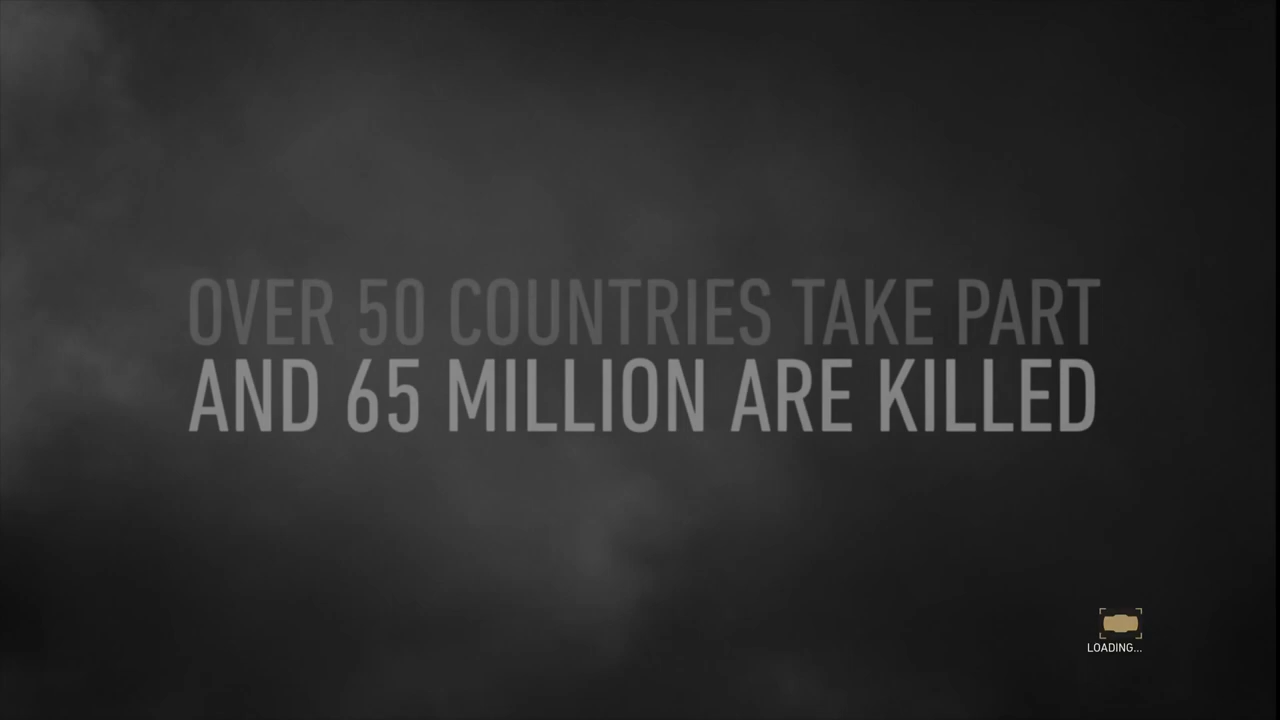 OVER 50 COUNTRIES TAKE PART
AND 65 MILLION ARE KILLED
LOADING...